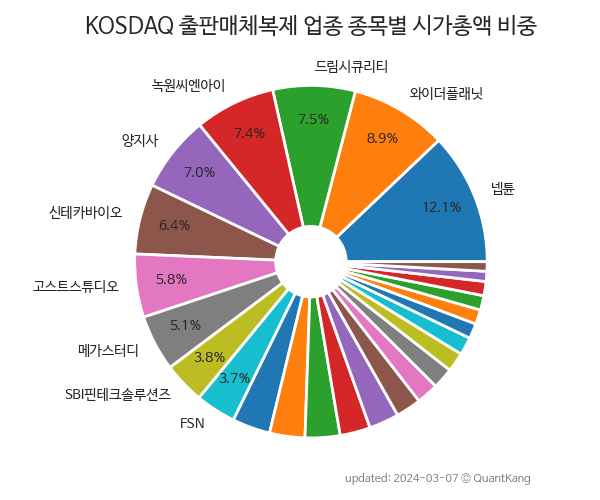 KOSDAQ 출판매체복제 업종 종목별 시가총액 비중
드림시큐리티
녹원씨엔아이
와이더플래닛
7.5%
7.4%
8.9%
양지사
7.0%
넵튠
12.1%
신테카바이오
6.4%
고스트스튜디오
5.8%
5.1%
메가스터디
3.8%
3.7%
SBI핀테크솔루션즈
FSN
updated: 2024-03-07 © QuantKang